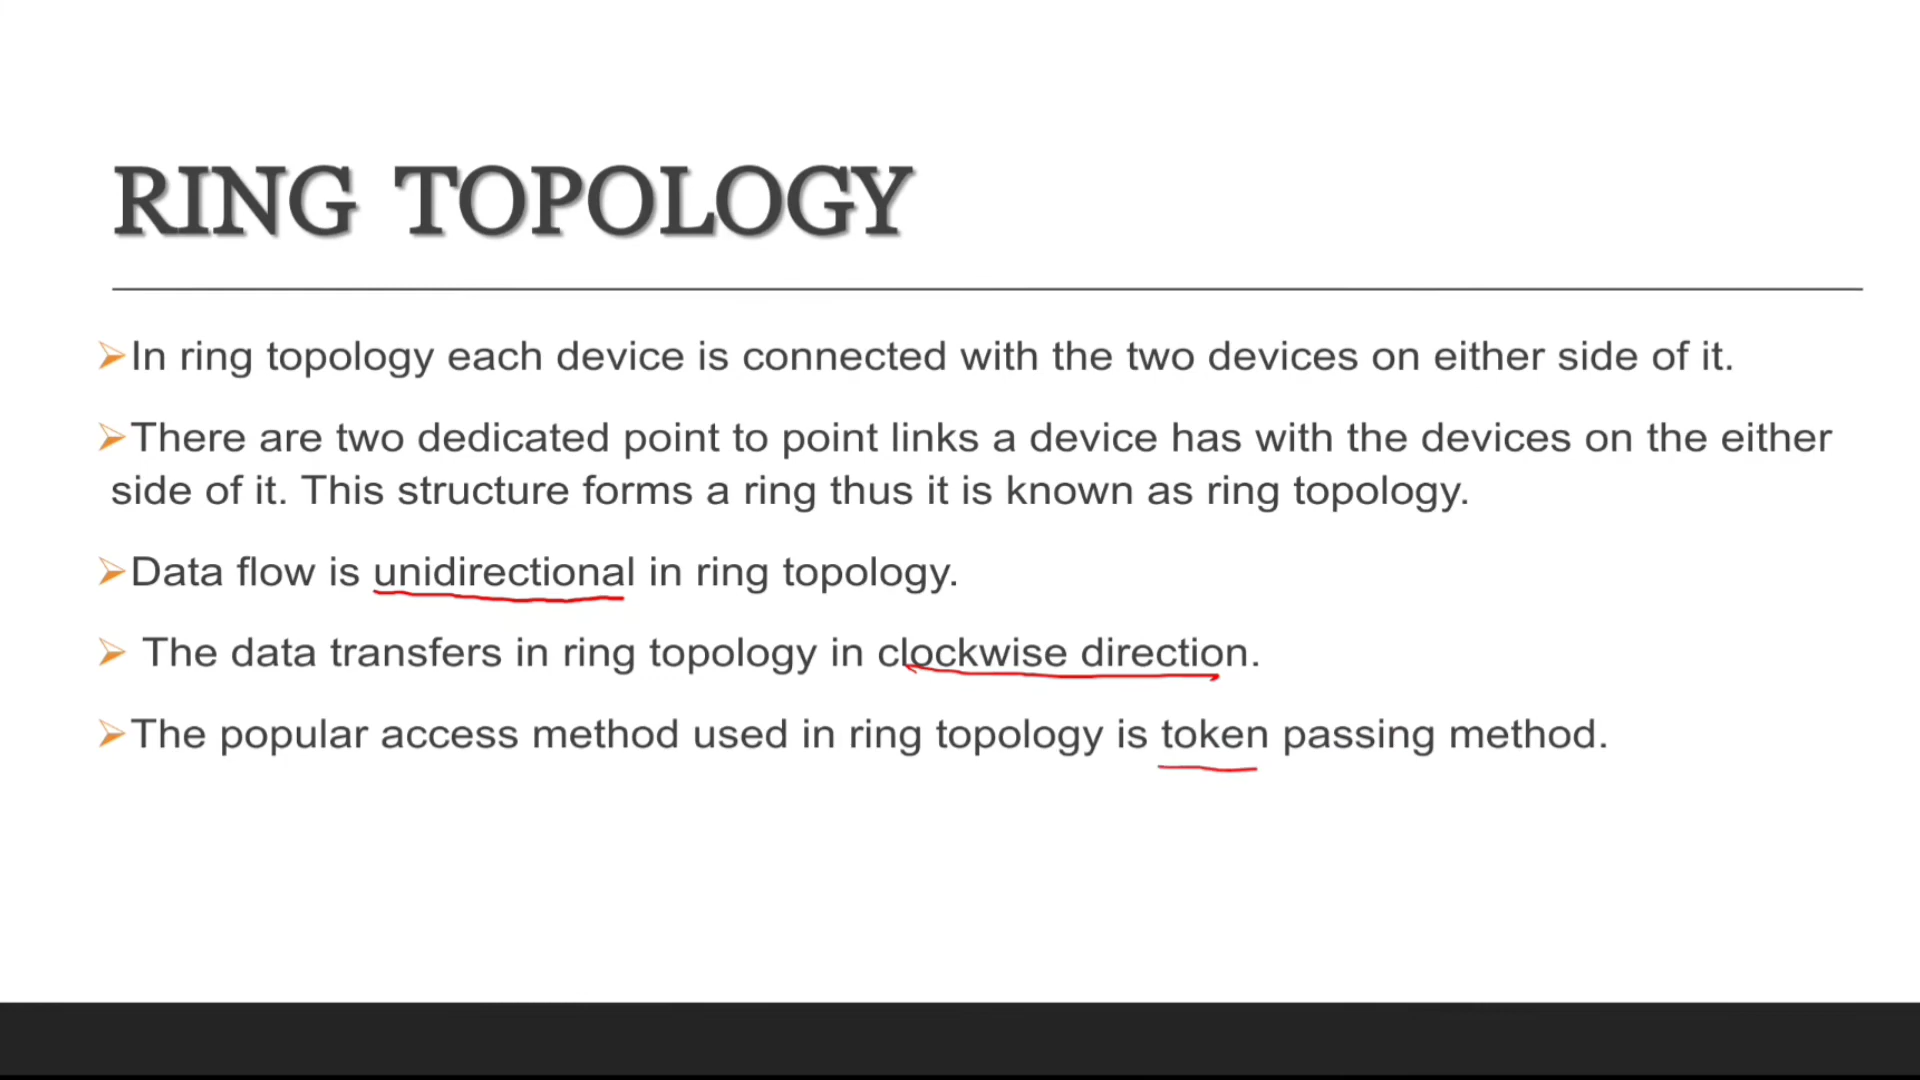 RING TOPOLOGY
➢In ring topology each device is connected with the two devices on either side of it.
➢There are two dedicated point to point links a device has with the devices on the either
side of it. This structure forms a ring thus it is known as ring topology.
➢Data flow is unidirectional in ring topology.
➢ The data transfers in ring topology in clockwise direction.
➢The popular access method used in ring topology is token passing method.